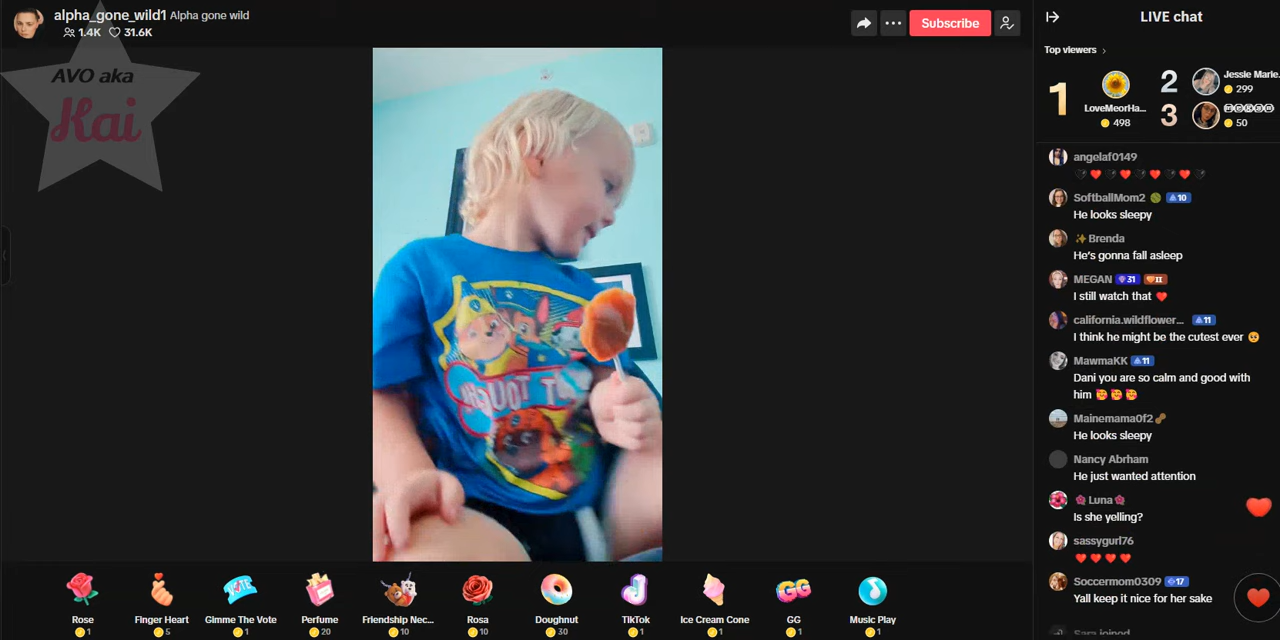 alpha_gone_wild1 Alpha gone wild
1.4K 31.6K
Subscribe
AVO aka
Kai
LIVE chat
Top viewers
1
LoveMeorHa...
498
2
Jessie Marie.
299
3
50
angelaf0149
SoftballMom2 10
He looks sleepy
Brenda
He's gonna fall asleep
MEGAN 31 II
I still watch that
california.wildflower... 11
I think he might be the cutest ever
MawmaKK 11
Dani you are so calm and good with
him
Mainemama0f2
He looks sleepy
Nancy Abrham
He just wanted attention
Luna
Is she yelling?
sassygurl76
Soccermom0309 17
Yall keep it nice for her sake
Sara joined
Rose
1
Finger Heart
5
VOTE
Gimme The Vote
1
Perfume
20
Friendship Nec...
10
Rosa
10
Doughnut
30
TikTok
1
Ice Cream Cone
1
GG
GG
1
Music Play
1